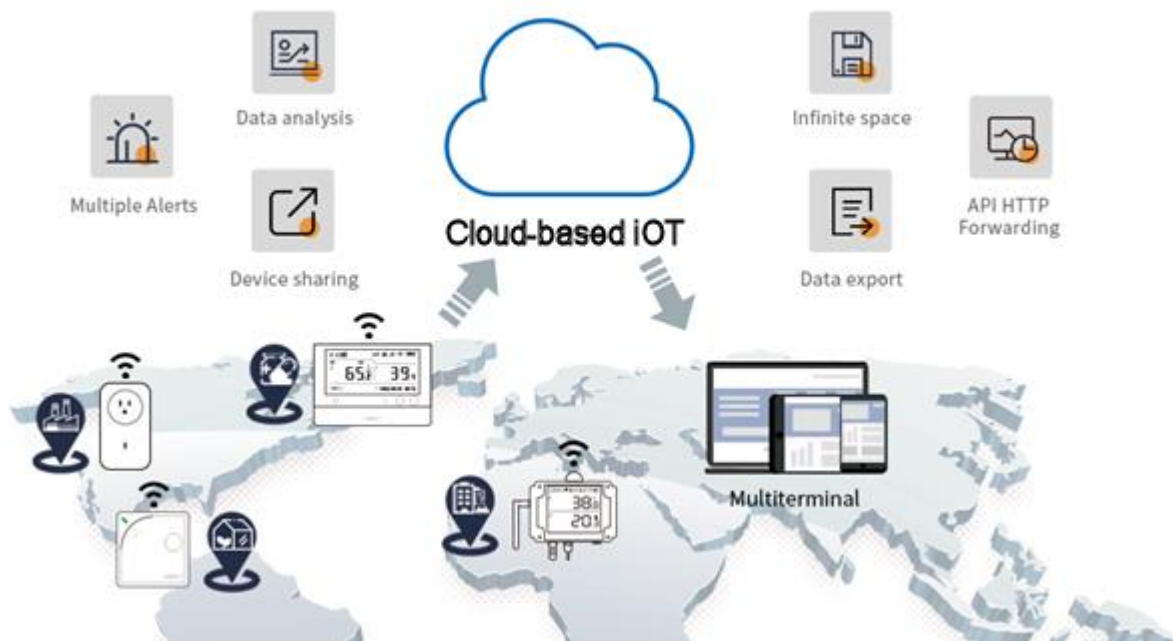 Data analysis
Infinite space
Multiple Alerts
API HTTP
Forwarding
Cloud-based iOT
Device sharing
Data export
65
39
38
20
Multiterminal